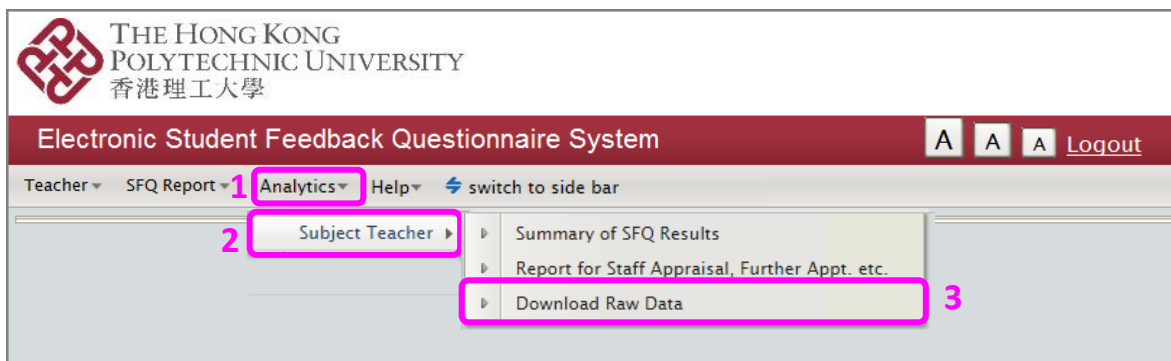 THE HONG KONG
POLYTECHNIC UNIVERSITY
香港理工大學
Electronic Student Feedback Questionnaire System A A A Logout
Teacher SFQ Report 1 Analytics Help switch to side bar
2 Subject Teacher Summary of SFQ Results
Report for Staff Appraisal, Further Appt. etc.
Download Raw Data 3